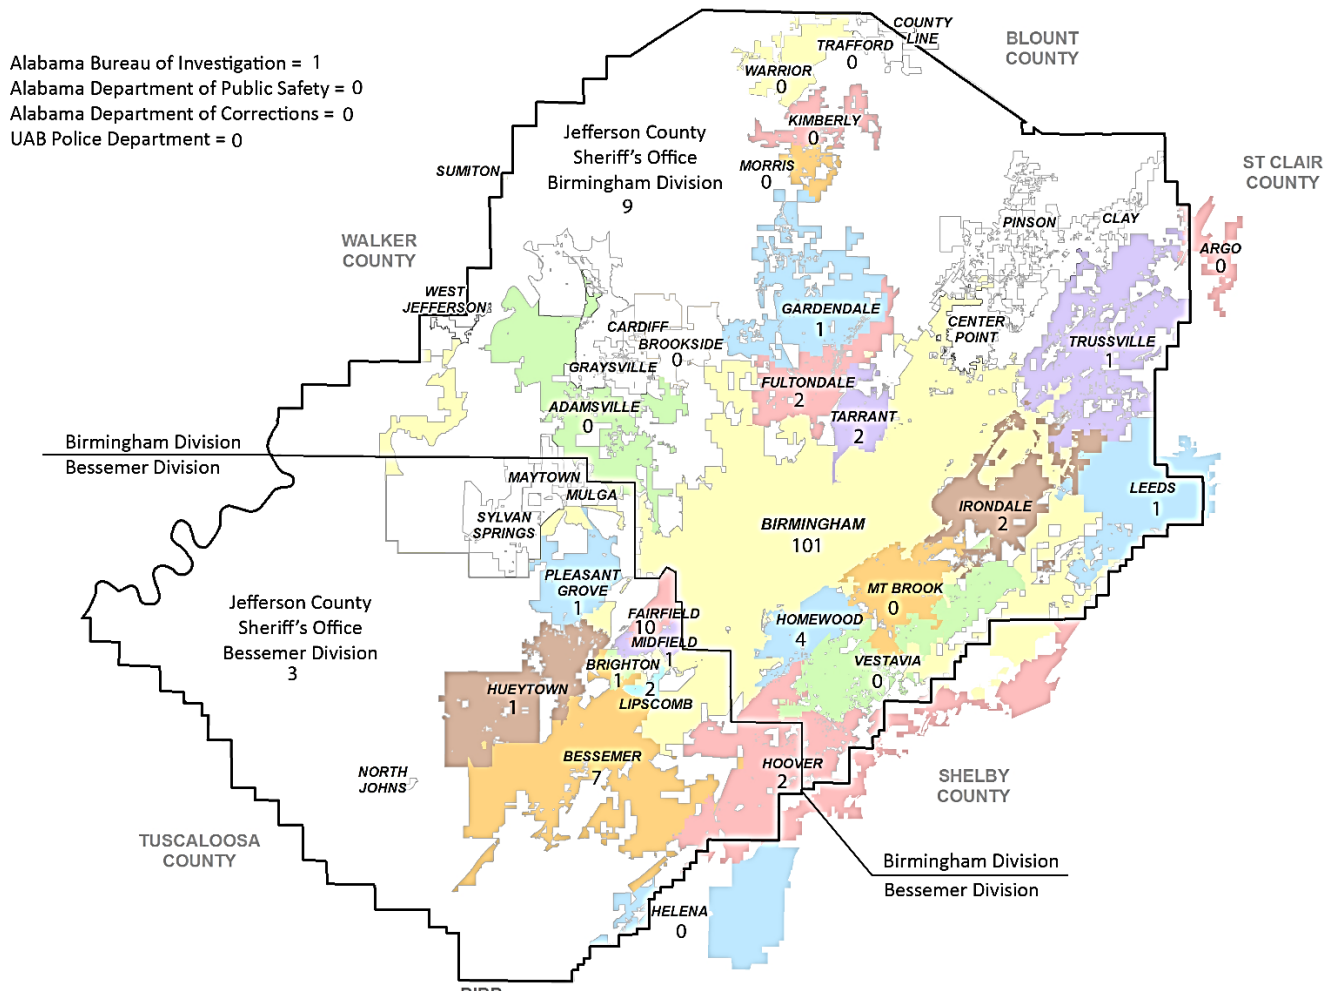 COUNTY
LINE
BLOUNT
COUNTY
TRAFFORD
0
Alabama Bureau of Investigation = 1
Alabama Department of Public Safety = 0
Alabama Department of Corrections = 0
UAB Police Department = 0
WARRIOR
0
KIMBERLY
0
Jefferson County
Sheriff's Office
Birmingham Division
9
MORRIS
0
SUMITON
ST CLAIR
COUNTY
PINSON
CLAY
WALKER
COUNTY
ARGO
0
WEST
JEFFERSON
GARDENDALE
1
CARDIFF
BROOKSIDE
0
CENTER
POINT
TRUSSVILLE
1
GRAYSVILLE
FULTONDALE
2
ADAMSVILLE
0
TARRANT
2
Birmingham Division
Bessemer Division
MAYTOWN
MULGA
LEEDS
1
SYLVAN
SPRINGS
IRONDALE
2
BIRMINGHAM
101
PLEASANT
GROVE
1
MT BROOK
0
Jefferson County
Sheriff's Office
Bessemer Division
3
FAIRFIELD
10
HOMEWOOD
4
MIDFIELD
1
BRIGHTON
1
VESTAVIA
0
2
LIPSCOMB
HUEYTOWN
1
BESSEMER
7
HOOVER
2
NORTH
JOHNS
SHELBY
COUNTY
TUSCALOOSA
COUNTY
Birmingham Division
Bessemer Division
HELENA
0
BIBB